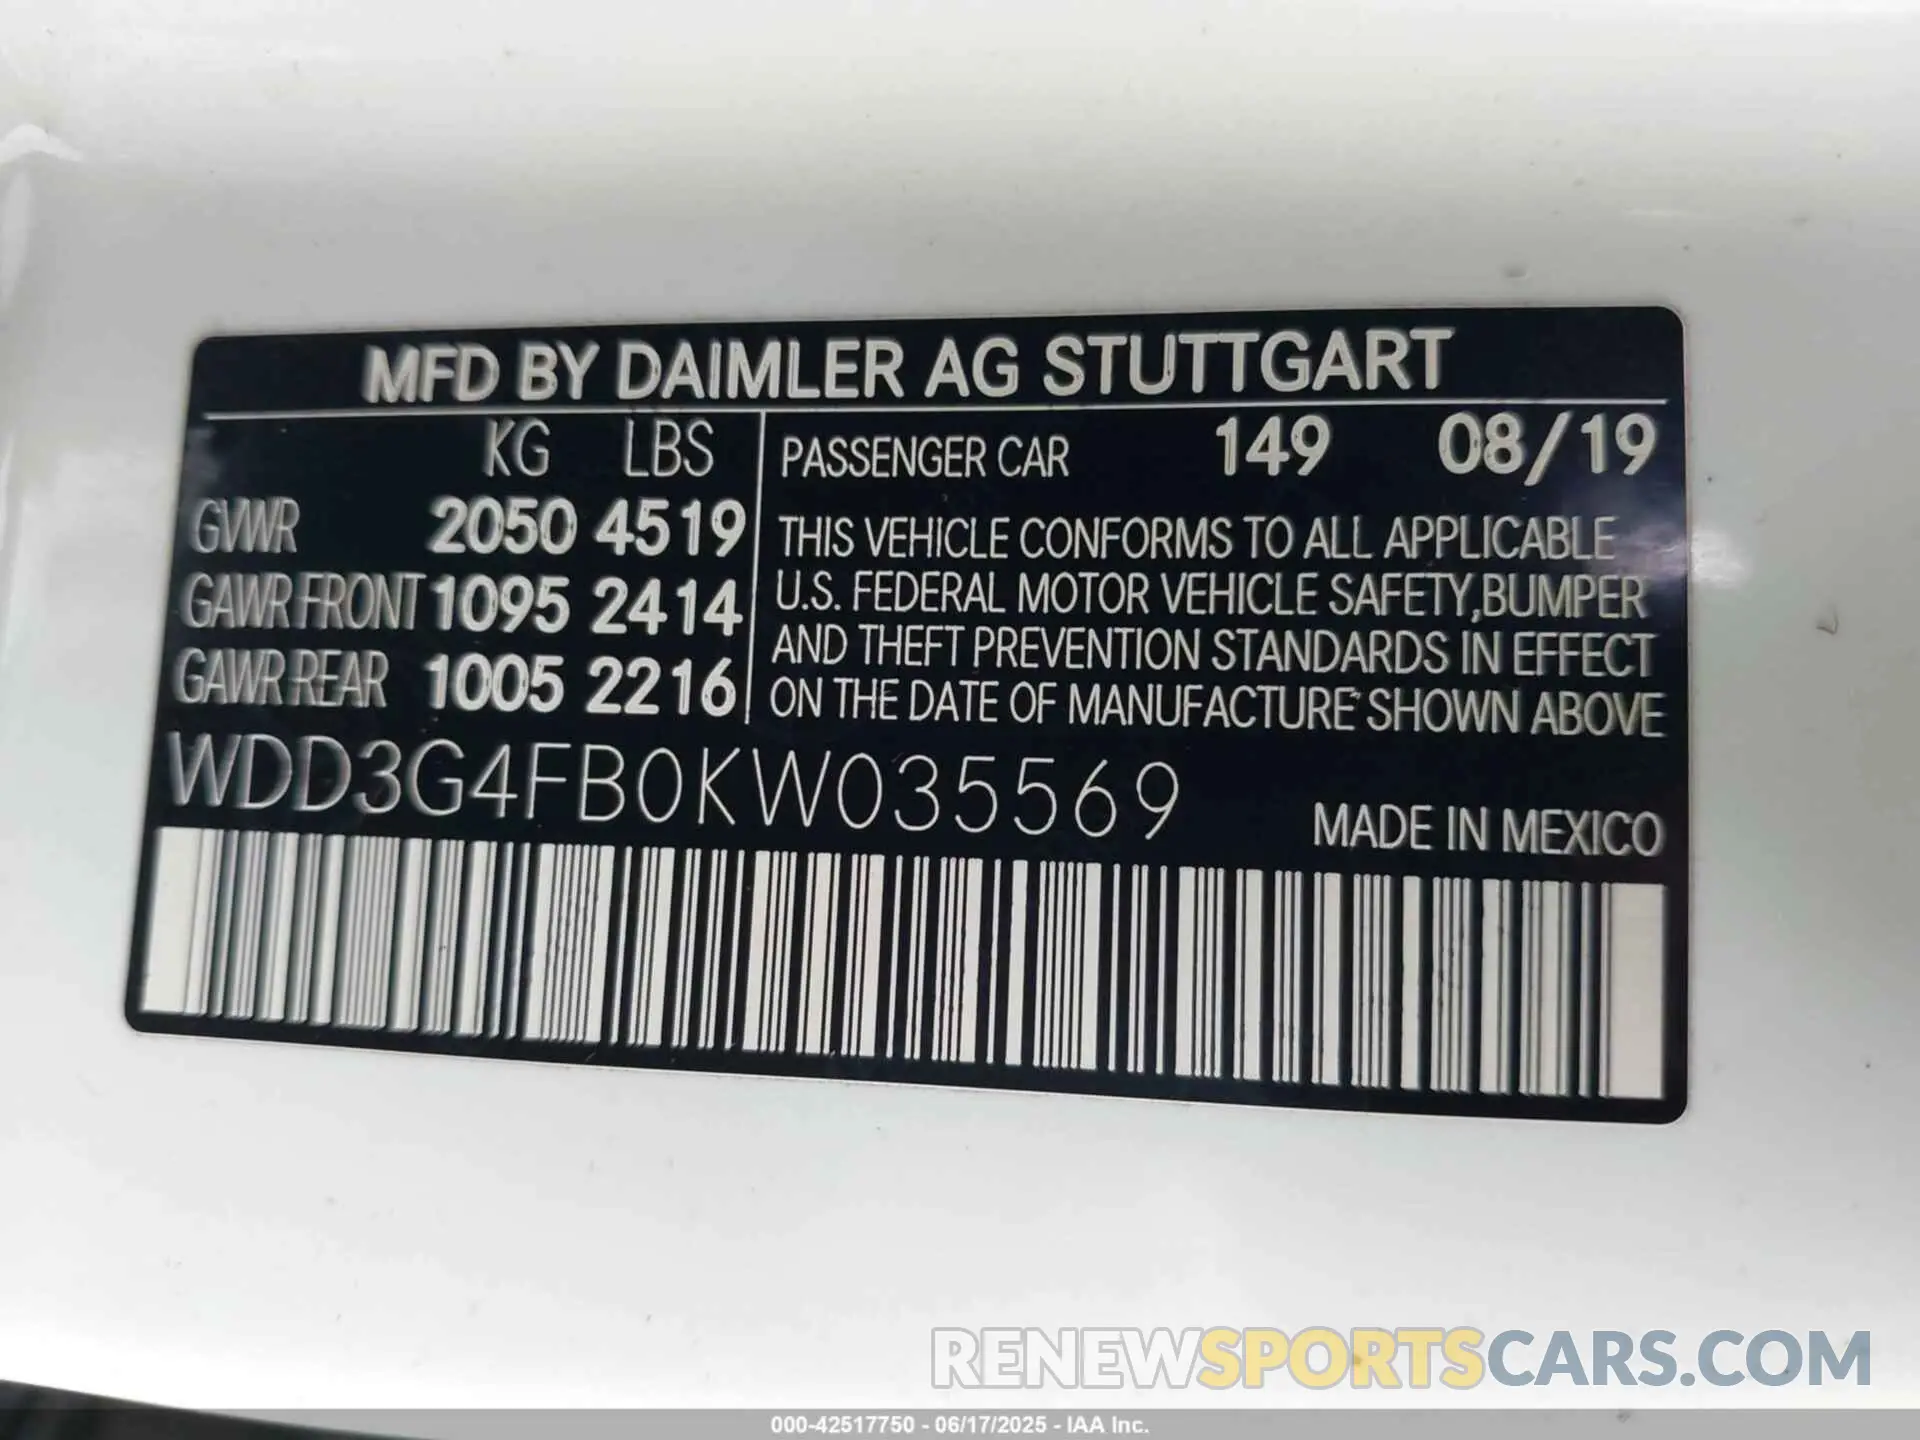 MFD BY DAIMLER AG STUTTGART
KG LBS
GVWR 2050 4519
GAWR FRONT 1095 2414
GAWR REAR 1005 2216
PASSENGER CAR 149 08/19
THIS VEHICLE CONFORMS TO ALL APPLICABLE
U.S. FEDERAL MOTOR VEHICLE SAFETY, BUMPER
AND THEFT PREVENTION STANDARDS IN EFFECT
ON THE DATE OF MANUFACTURE SHOWN ABOVE
WDD3G4FB0KW035569
MADE IN MEXICO
RENEWSPORTSCARS.COM
000-42517750 - 06/17/2025 - IAA Inc.